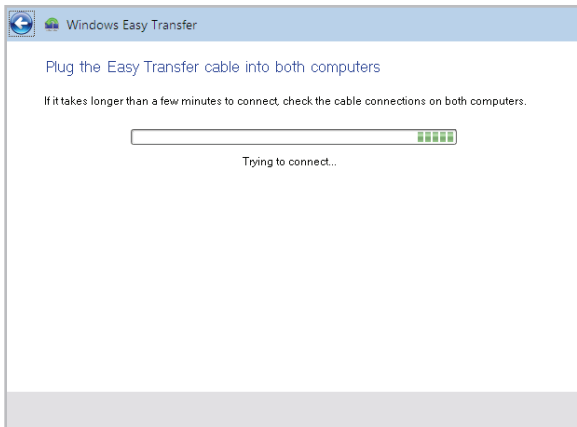 Windows Easy Transfer
Plug the Easy Transfer cable into both computers
If it takes longer than a few minutes to connect, check the cable connections on both computers.
Trying to connect...